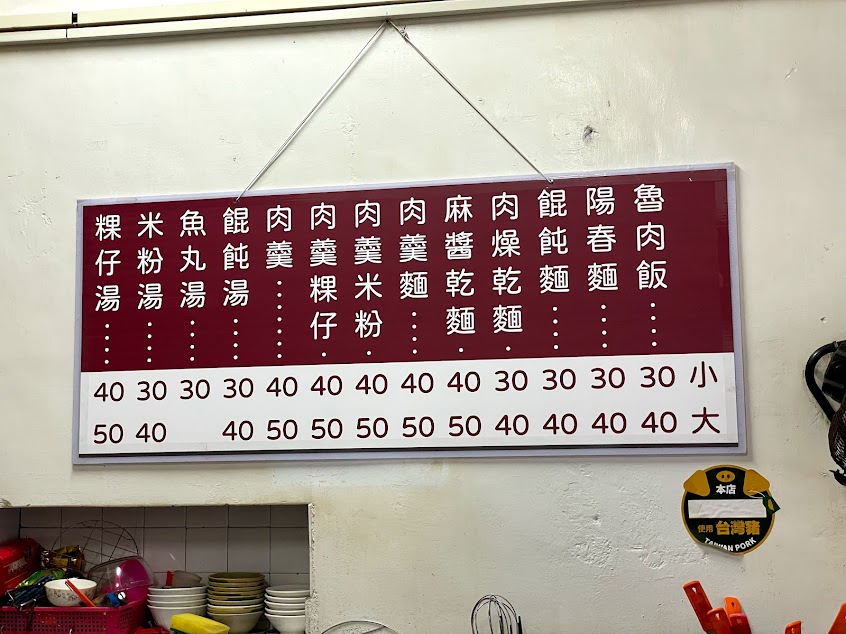 魯肉飯⋮
陽春麵⋮
餛飩麵⋮
肉燥乾麵·
麻醬乾麵·
肉羹麵⋮
肉羹米粉·
肉羹粿仔·
肉羹⋮
餛飩湯⋮
魚丸湯⋮
米粉湯⋮
粿仔湯⋮
40 30 30 30 40 40 40 40 40 30 30 30 30 小
50 40 40 50 50 50 50 50 40 40 40 40 大
本店
使用台灣豬
TAIWAN PORK